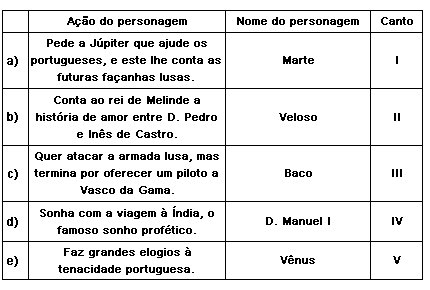 Ação do personagem Nome do personagem Canto
a) Pede a Júpiter que ajude os portugueses, e este lhe conta as futuras façanhas lusas. Marte I
b) Conta ao rei de Melinde a história de amor entre D. Pedro e Inês de Castro. Veloso II
c) Quer atacar a armada lusa, mas termina por oferecer um piloto a Vasco da Gama. Baco III
d) Sonha com a viagem à Índia, o famoso sonho profético. D. Manuel I IV
e) Faz grandes elogios à tenacidade portuguesa. Vênus V